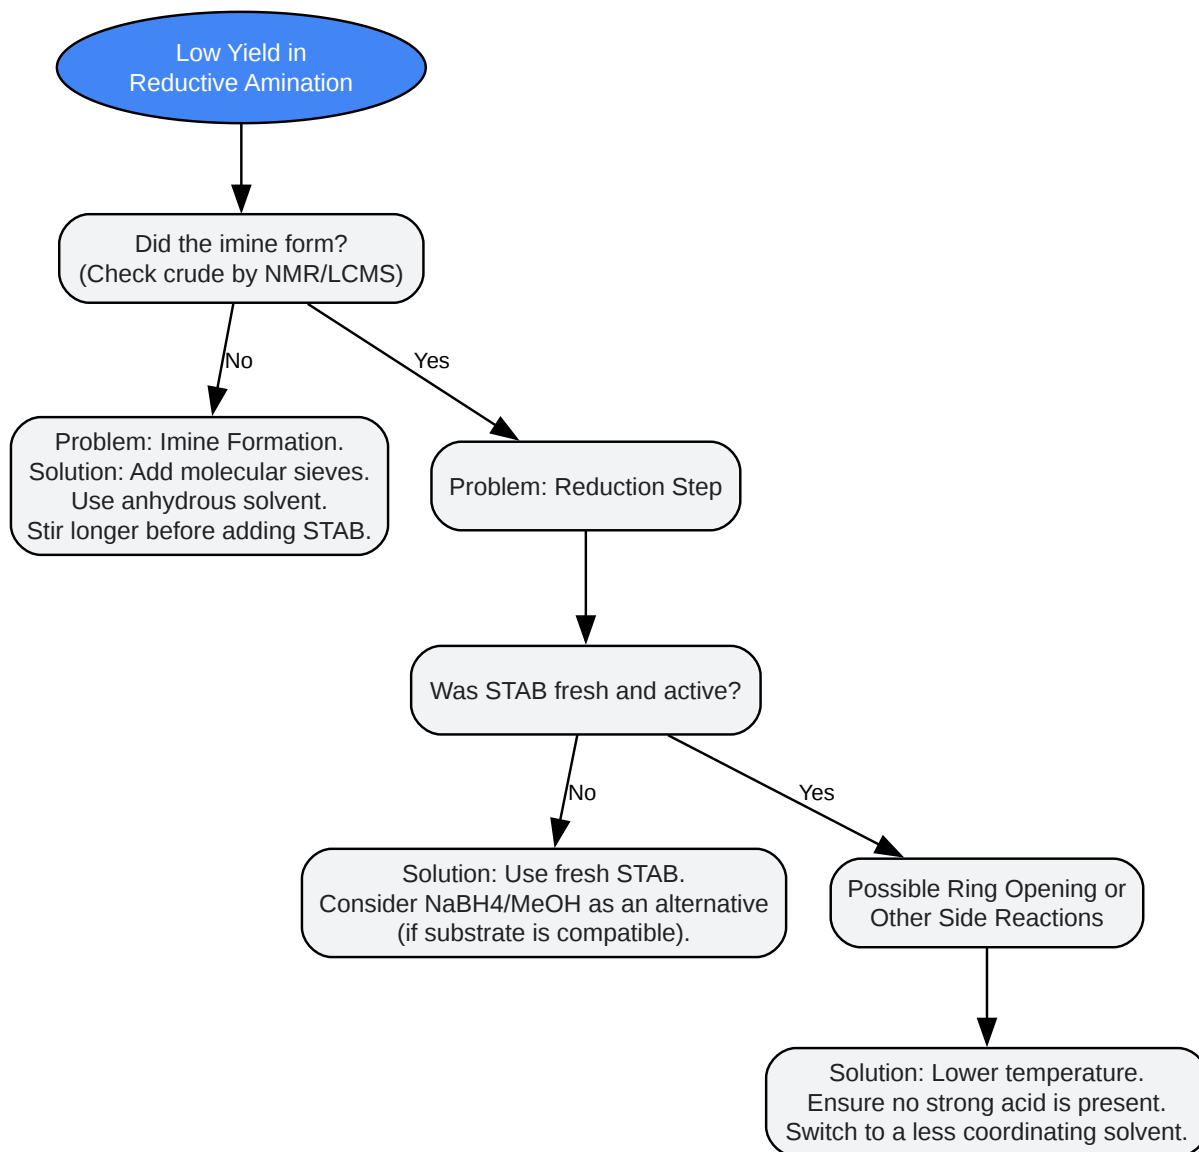 Low Yield in
Reductive Amination
Did the imine form?
(Check crude by NMR/LCMS)
No
Yes
Problem: Imine Formation.
Solution: Add molecular sieves.
Use anhydrous solvent.
Stir longer before adding STAB.
Problem: Reduction Step
Was STAB fresh and active?
No
Yes
Solution: Use fresh STAB.
Consider NaBH4/MeOH as an alternative
(if substrate is compatible).
Possible Ring Opening or
Other Side Reactions
Solution: Lower temperature.
Ensure no strong acid is present.
Switch to a less coordinating solvent.